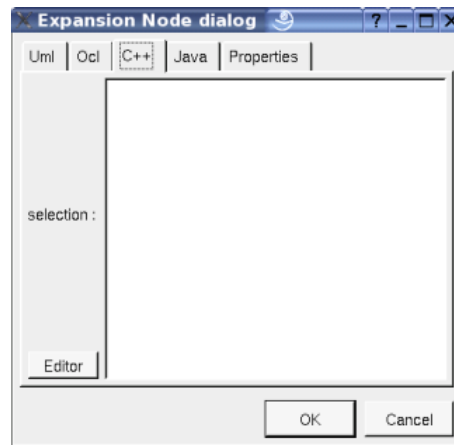 Expansion Node dialog
Uml Ocl C++ Java Properties
selection :
Editor
OK Cancel